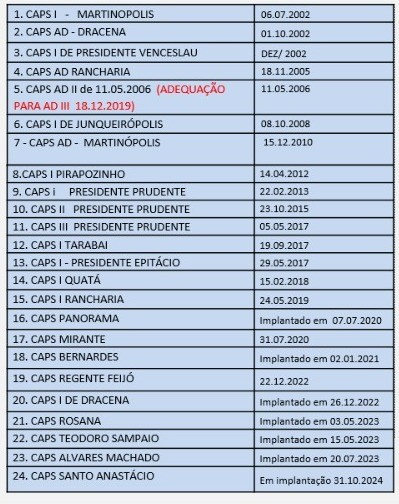 1. CAPS I - MARTINOPOLIS 06.07.2002
2. CAPS AD - DRACENA 01.10.2002
3. CAPS I DE PRESIDENTE VENCESLAU DEZ/ 2002
4. CAPS AD RANCHARIA 18.11.2005
5. CAPS AD II de 11.05.2006 (ADEQUAÇÃO 11.05.2006
PARA AD III 18.12.2019)
6. CAPS I DE JUNQUEIRÓPOLIS 08.10.2008
7 - CAPS AD - MARTINÓPOLIS 15.12.2010
8.CAPS I PIRAPOZINHO 14.04.2012
9. CAPS i PRESIDENTE PRUDENTE 22.02.2013
10. CAPS II PRESIDENTE PRUDENTE 23.10.2015
11. CAPS III PRESIDENTE PRUDENTE 05.05.2017
12. CAPS I TARABAI 19.09.2017
13. CAPS I - PRESIDENTE EPITÁCIO 29.05.2017
14. CAPS I QUATÁ 15.02.2018
15. CAPS I RANCHARIA 24.05.2019
16. CAPS PANORAMA Implantado em 07.07.2020
17. CAPS MIRANTE 31.07.2020
18. CAPS BERNARDES Implantado em 02.01.2021
19. CAPS REGENTE FEIJÓ 22.12.2022
20. CAPS I DE DRACENA Implantado em 26.12.2022
21. CAPS ROSANA Implantado em 03.05.2023
22. CAPS TEODORO SAMPAIO Implantado em 15.05.2023
23. CAPS ALVARES MACHADO Implantado em 20.07.2023
24. CAPS SANTO ANASTÁCIO Em implantação 31.10.2024